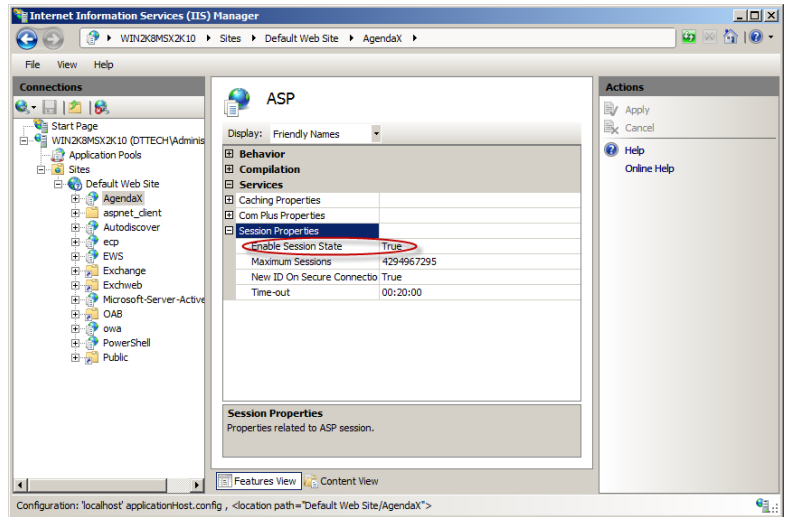 Internet Information Services (IIS) Manager
WIN2K8MSX2K10 Sites Default Web Site AgendaX
File View Help
Connections
Start Page
WIN2K8MSX2K10 (DTTECH\Adminis
Application Pools
Sites
Default Web Site
AgendaX
aspnet_client
Autodiscover
ecp
EWS
Exchange
Exchweb
Microsoft-Server-Active
OAB
owa
PowerShell
Public
ASP
Display: Friendly Names
Behavior
Compilation
Services
Caching Properties
Com Plus Properties
Session Properties
Enable Session State True
Maximum Sessions 4294967295
New ID On Secure Connectio True
Time-out 00:20:00
Session Properties
Properties related to ASP session.
Features View Content View
Actions
Apply
Cancel
Help
Online Help
Configuration: 'localhost' applicationHost.config , <location path="Default Web Site/AgendaX">